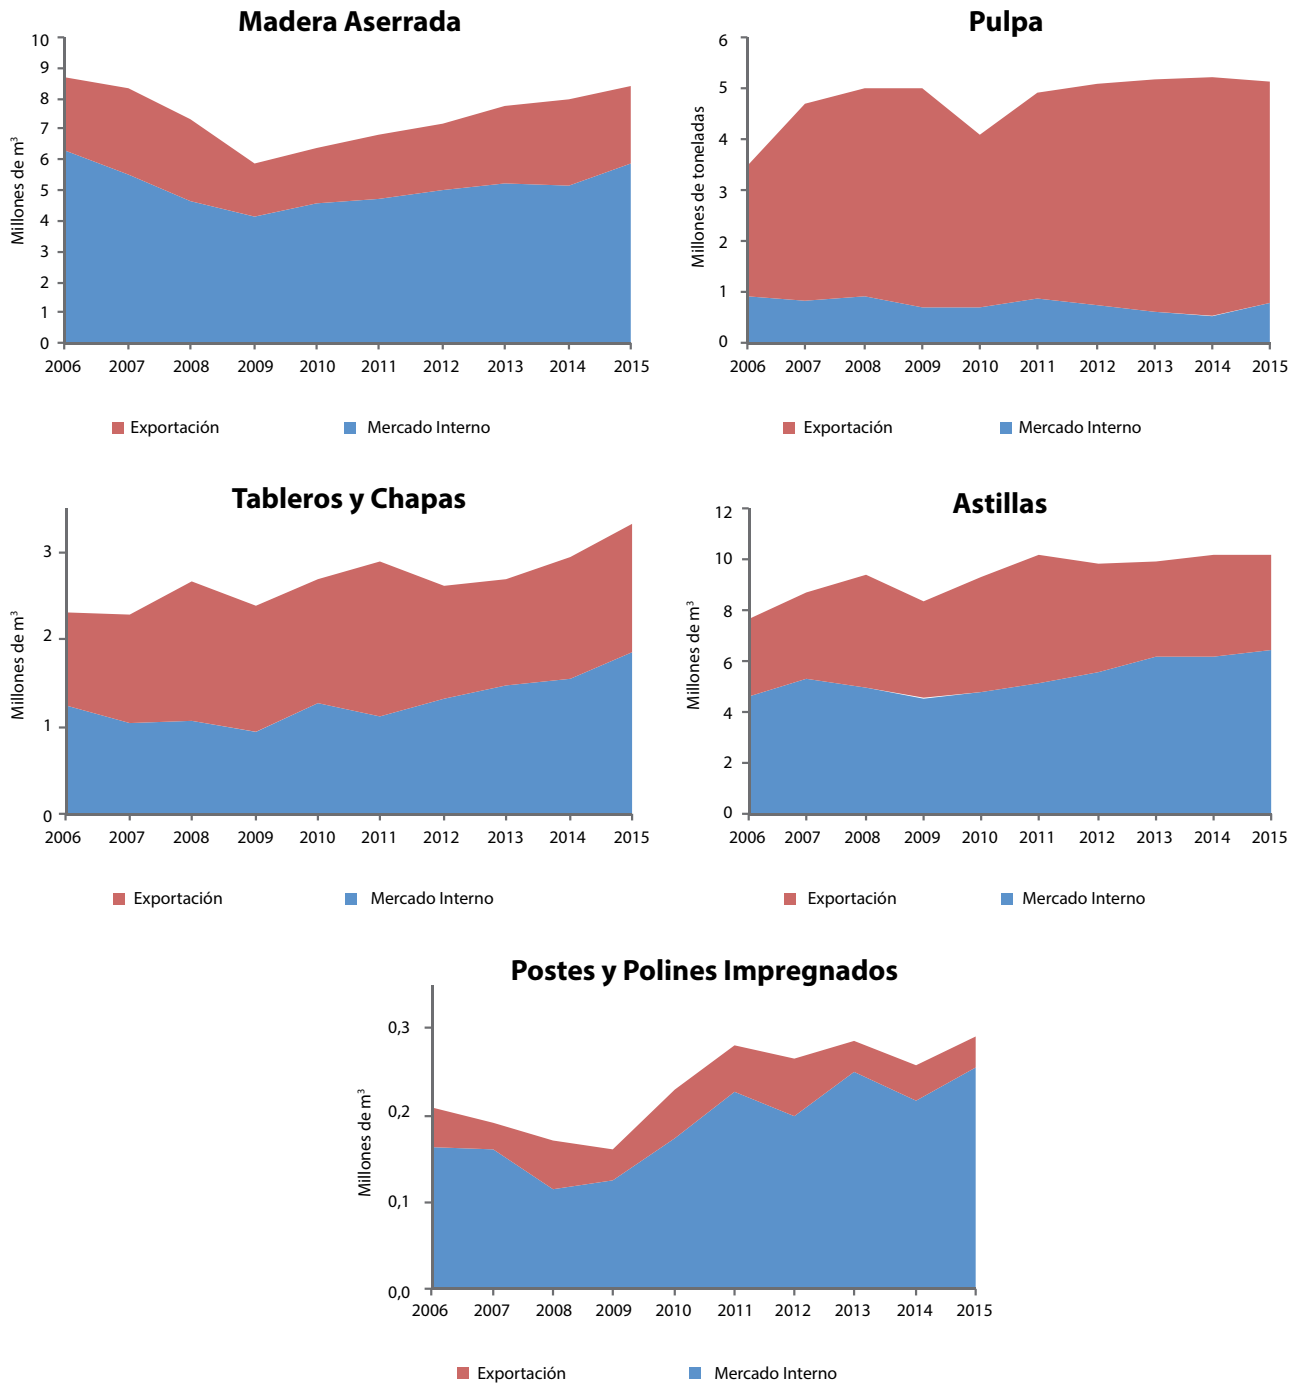 Madera Aserrada
Millones de m³
10
9
8
7
6
5
4
3
2
1
0
2006 2007 2008 2009 2010 2011 2012 2013 2014 2015
Exportación Mercado Interno
Pulpa
Millones de toneladas
6
5
4
3
2
1
0
2006 2007 2008 2009 2010 2011 2012 2013 2014 2015
Exportación Mercado Interno
Tableros y Chapas
Millones de m³
3
2
1
0
2006 2007 2008 2009 2010 2011 2012 2013 2014 2015
Exportación Mercado Interno
Astillas
Millones de m³
12
10
8
6
4
2
0
2006 2007 2008 2009 2010 2011 2012 2013 2014 2015
Exportación Mercado Interno
Postes y Polines Impregnados
Millones de m³
0,3
0,2
0,1
0,0
2006 2007 2008 2009 2010 2011 2012 2013 2014 2015
Exportación Mercado Interno